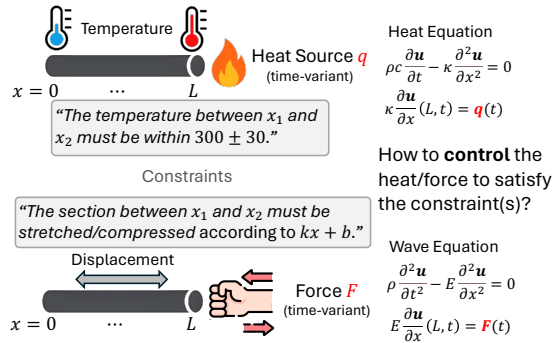 Temperature
Heat Source q
(time-variant)
x = 0 ⋯ L
“The temperature between x₁ and
x₂ must be within 300 ± 30.”
Constraints
“The section between x₁ and x₂ must be
stretched/compressed according to kx + b.”
Displacement
Force F
(time-variant)
x = 0 ⋯ L
Heat Equation
ρc ∂u/∂t − κ ∂²u/∂x² = 0
κ ∂u/∂x (L, t) = q(t)
How to control the
heat/force to satisfy
the constraint(s)?
Wave Equation
ρ ∂²u/∂t² − E ∂²u/∂x² = 0
E ∂u/∂x (L, t) = F(t)